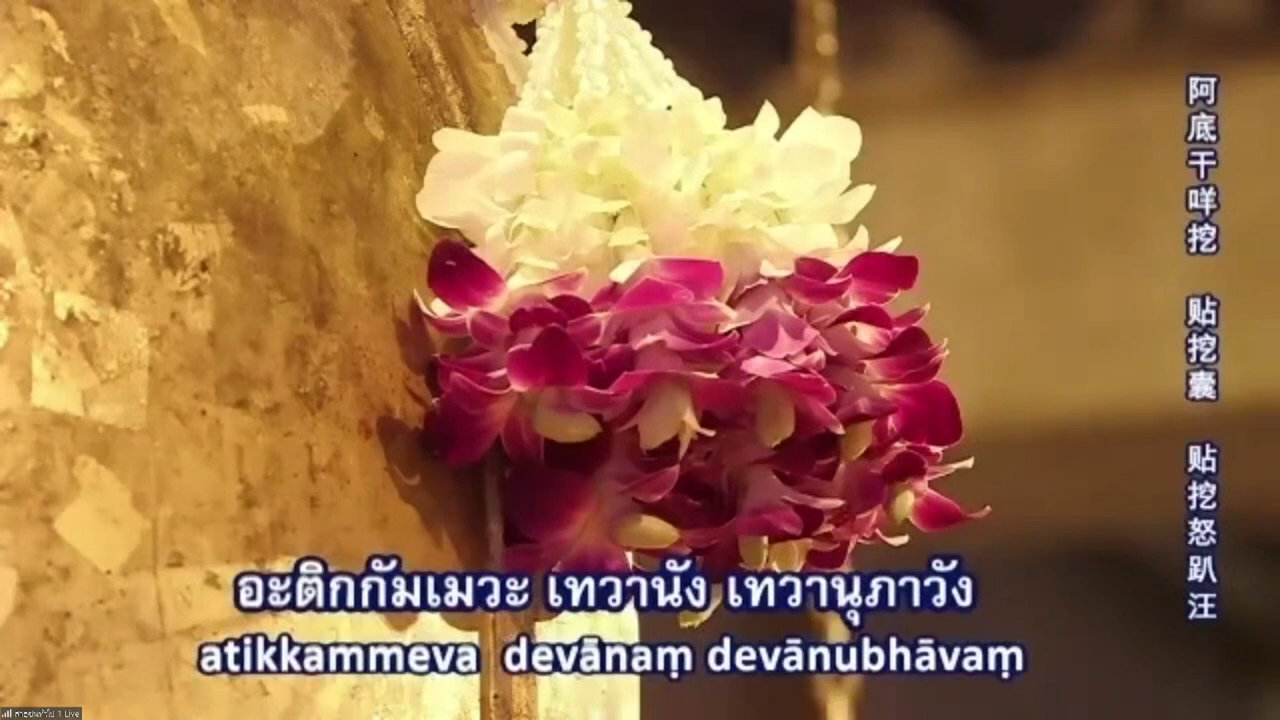 阿底干咩挖 贴挖囊 贴挖怒趴汪
อะติกกัมเมวะ เทวานัง เทวานุภาวัง
atikkammeva devānaṃ devānubhāvaṃ
1 Live